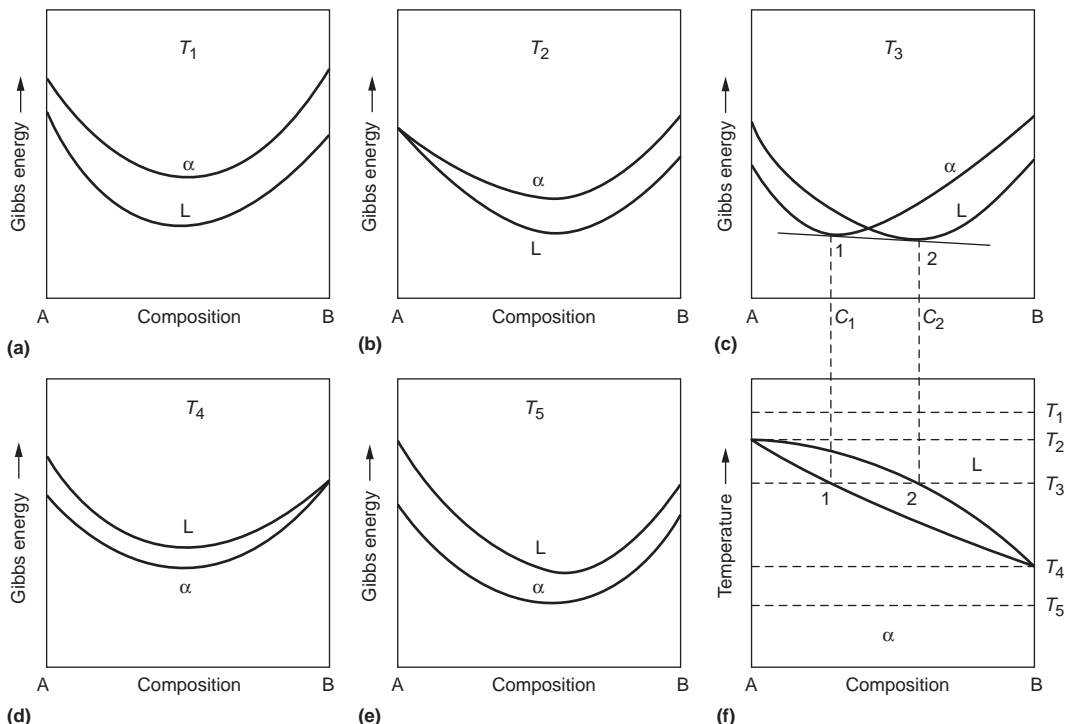 T1
Gibbs energy
α
L
A Composition B
(a)
T2
Gibbs energy
α
L
A Composition B
(b)
T3
Gibbs energy
α
L
1
2
A C1 C2 B
(c)
T4
Gibbs energy
L
α
A Composition B
(d)
T5
Gibbs energy
L
α
A Composition B
(e)
T1
T2
L
T3
1
2
Temperature
T4
T5
α
A Composition B
(f)